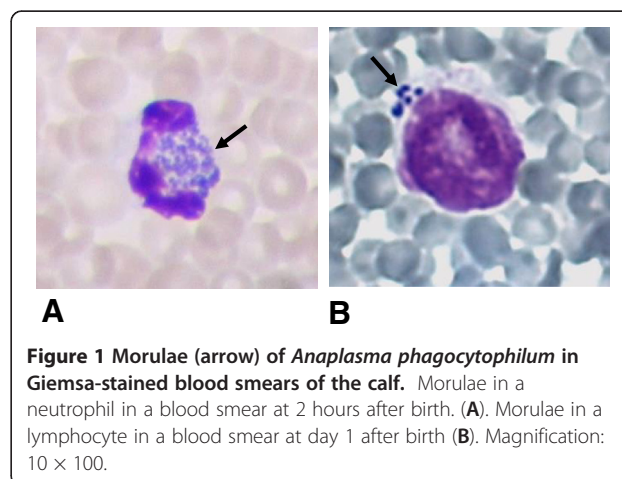 A
B
Figure 1 Morulae (arrow) of Anaplasma phagocytophilum in
Giemsa-stained blood smears of the calf. Morulae in a
neutrophil in a blood smear at 2 hours after birth. (A). Morulae in a
lymphocyte in a blood smear at day 1 after birth (B). Magnification:
10 × 100.